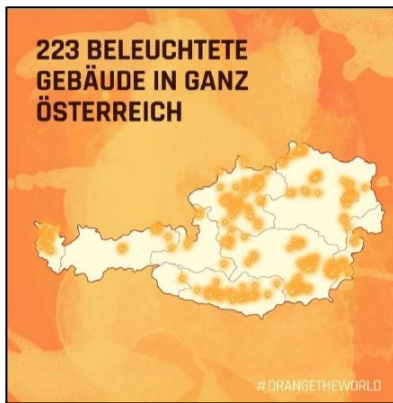 223 BELEUCHTETE
GEBÄUDE IN GANZ
ÖSTERREICH
#ORANGETHEWORLD